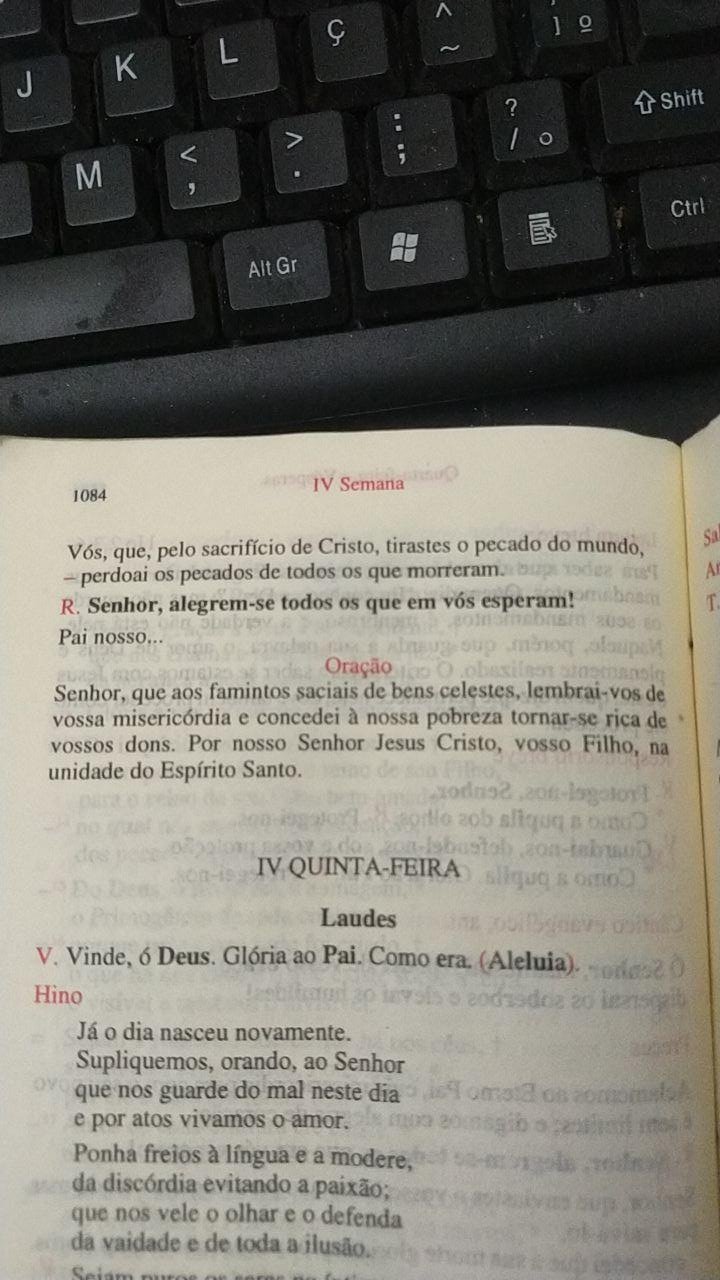 J K L Ç ^ ~ ] º
M < , > . : ; ? / ° Shift
Alt Gr Ctrl
1084 IV Semana
Vós, que, pelo sacrifício de Cristo, tirastes o pecado do mundo,
– perdoai os pecados de todos os que morreram.
R. Senhor, alegrem-se todos os que em vós esperam!
Pai nosso...
Oração
Senhor, que aos famintos saciais de bens celestes, lembrai-vos de
vossa misericórdia e concedei à nossa pobreza tornar-se rica de
vossos dons. Por nosso Senhor Jesus Cristo, vosso Filho, na
unidade do Espírito Santo.
IV QUINTA-FEIRA
Laudes
V. Vinde, ó Deus. Glória ao Pai. Como era. (Aleluia).
Hino
Já o dia nasceu novamente.
Supliquemos, orando, ao Senhor
que nos guarde do mal neste dia
e por atos vivamos o amor.
Ponha freios à língua e a modere,
da discórdia evitando a paixão;
que nos vele o olhar e o defenda
da vaidade e de toda a ilusão.